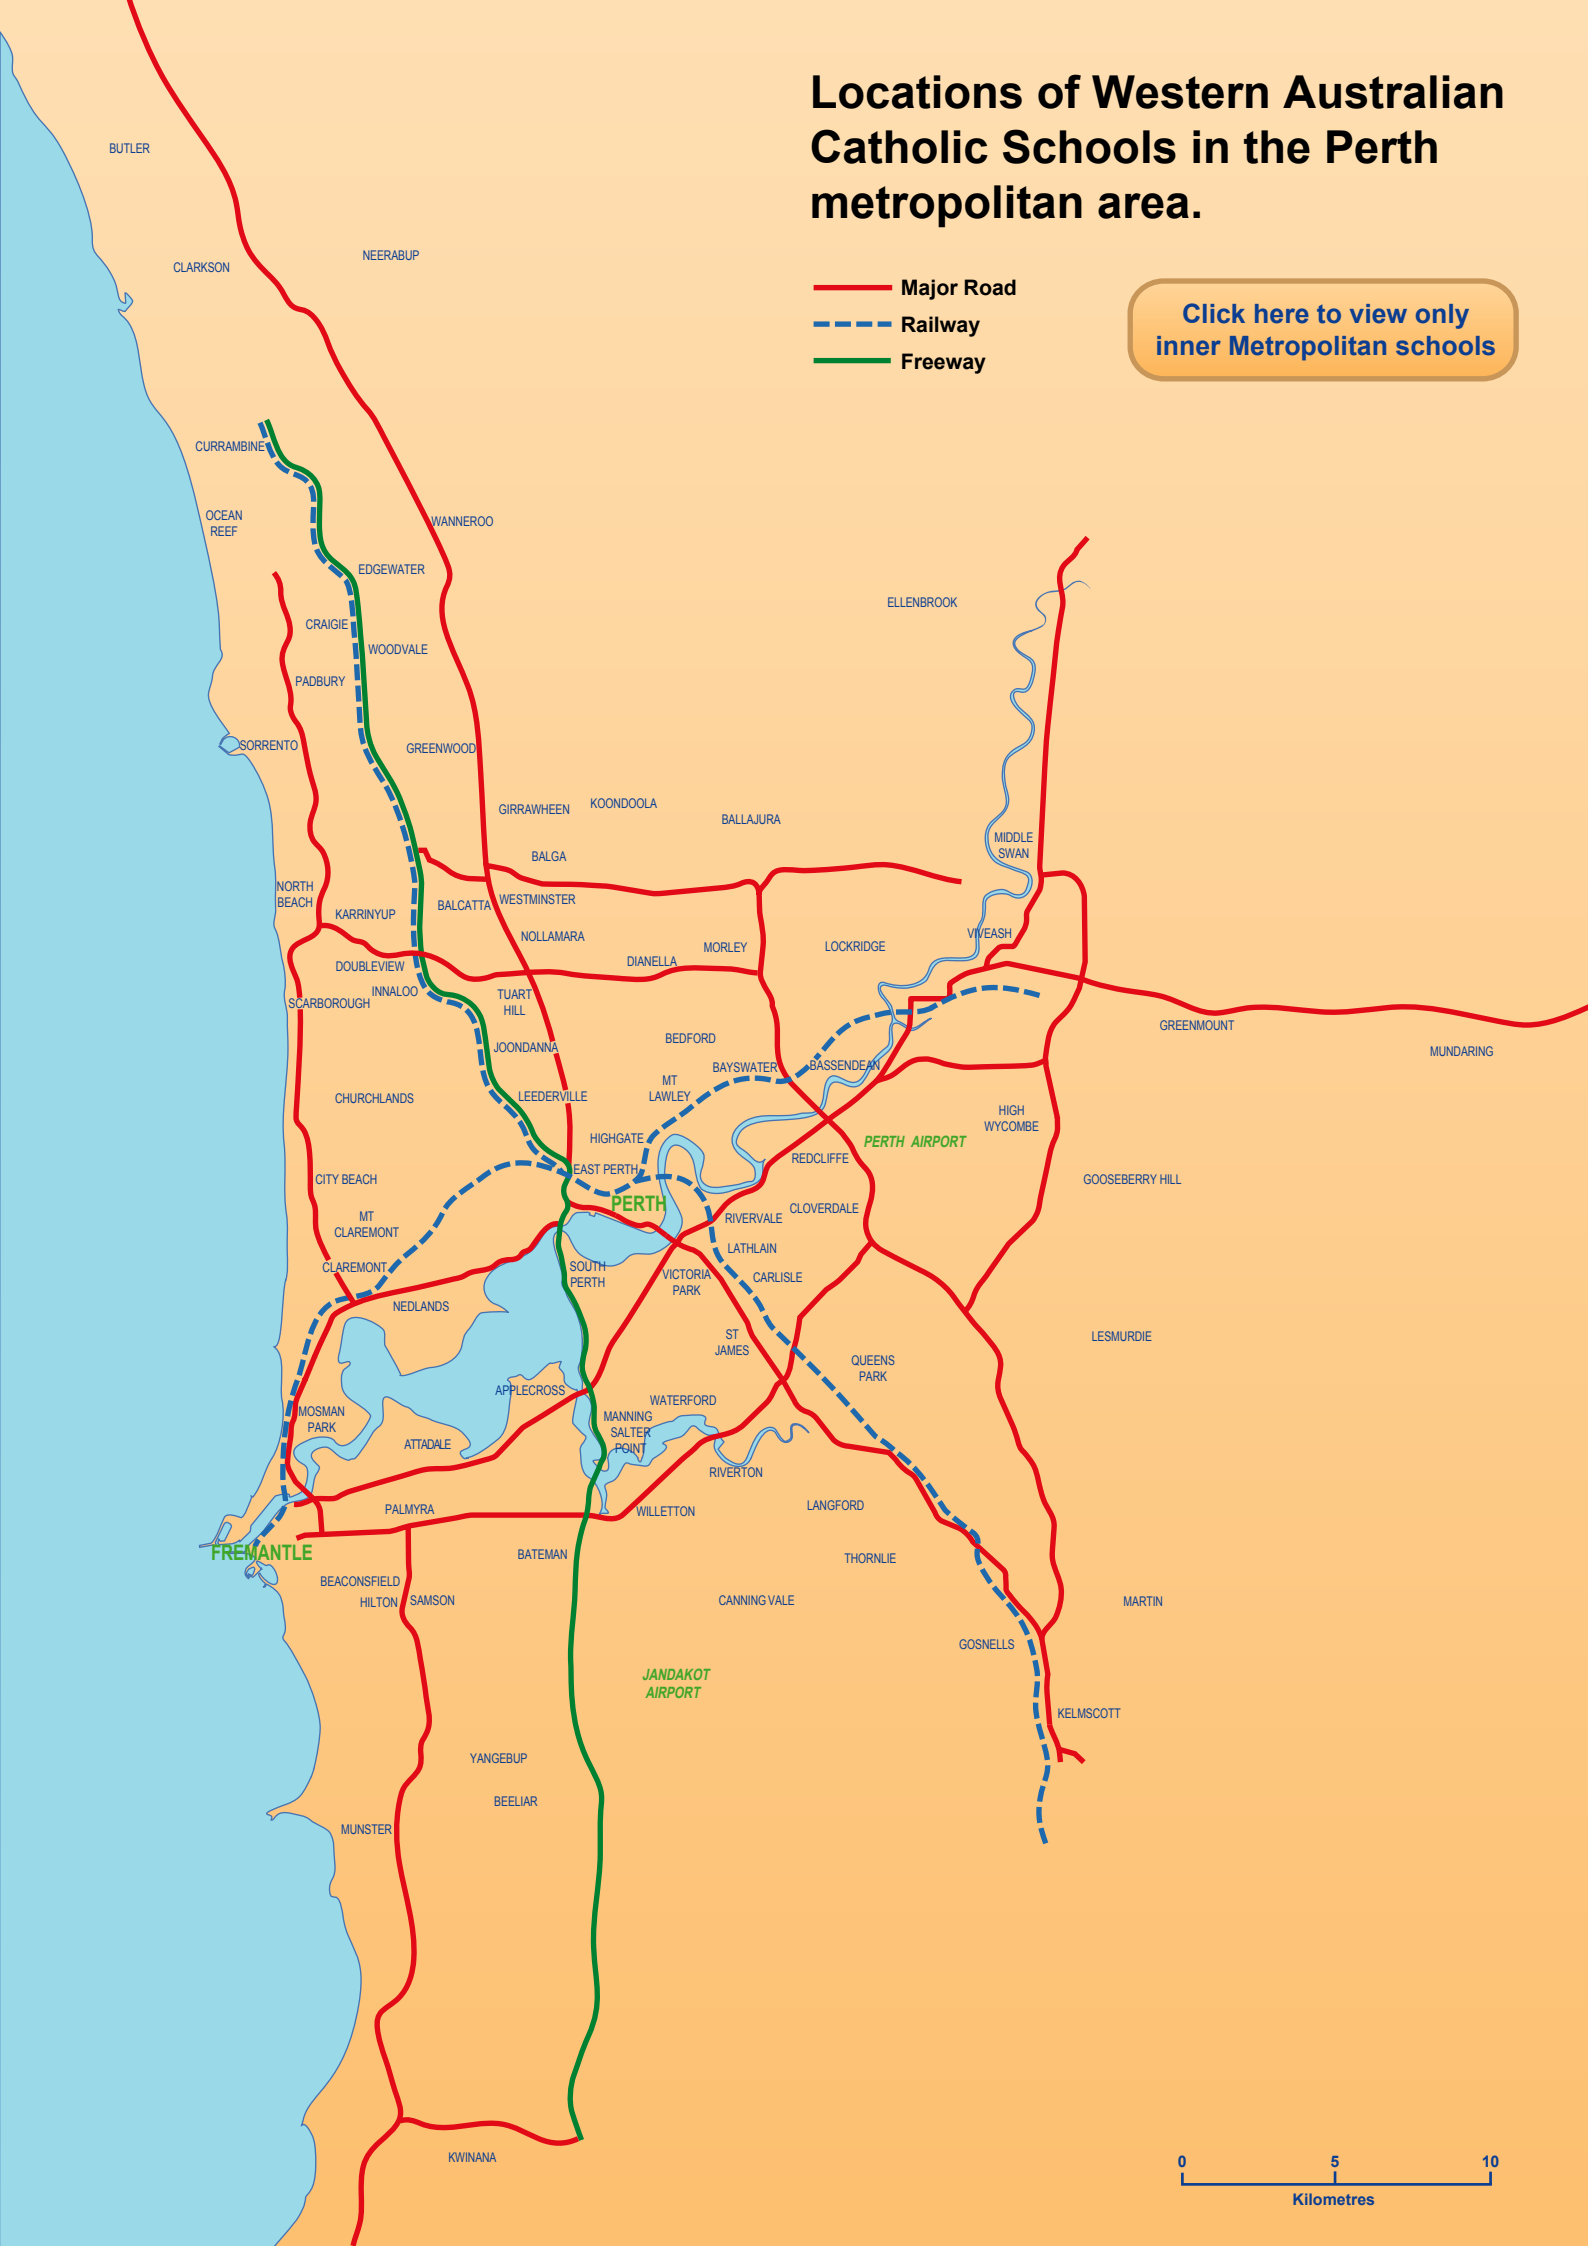 Locations of Western Australian
Catholic Schools in the Perth
metropolitan area.
Major Road
Railway
Freeway
Click here to view only
inner Metropolitan schools
BUTLER
NEERABUP
CLARKSON
CURRAMBINE
OCEAN
REEF
WANNEROO
EDGEWATER
ELLENBROOK
CRAIGIE
WOODVALE
PADBURY
SORRENTO
GREENWOOD
GIRRAWHEEN
KOONDOOLA
BALLAJURA
MIDDLE
SWAN
BALGA
NORTH
BEACH
KARRINYUP
BALCATTA
WESTMINSTER
NOLLAMARA
VIVEASH
MORLEY
LOCKRIDGE
DIANELLA
DOUBLEVIEW
INNALOO
SCARBOROUGH
TUART
HILL
GREENMOUNT
BEDFORD
JOONDANNA
MUNDARING
BAYSWATER
BASSENDEAN
MT
LAWLEY
CHURCHLANDS
LEEDERVILLE
HIGH
WYCOMBE
HIGHGATE
PERTH AIRPORT
REDCLIFFE
EAST PERTH
CITY BEACH
GOOSEBERRY HILL
PERTH
CLOVERDALE
MT
CLAREMONT
RIVERVALE
LATHLAIN
CLAREMONT
SOUTH
PERTH
VICTORIA
PARK
CARLISLE
NEDLANDS
ST
JAMES
LESMURDIE
QUEENS
PARK
APPLECROSS
WATERFORD
MOSMAN
PARK
MANNING
SALTER
POINT
ATTADALE
RIVERTON
PALMYRA
WILLETTON
LANGFORD
FREMANTLE
BATEMAN
THORNLIE
BEACONSFIELD
HILTON
SAMSON
CANNING VALE
MARTIN
GOSNELLS
JANDAKOT
AIRPORT
KELMSCOTT
YANGEBUP
BEELIAR
MUNSTER
KWINANA
0 5 10
Kilometres